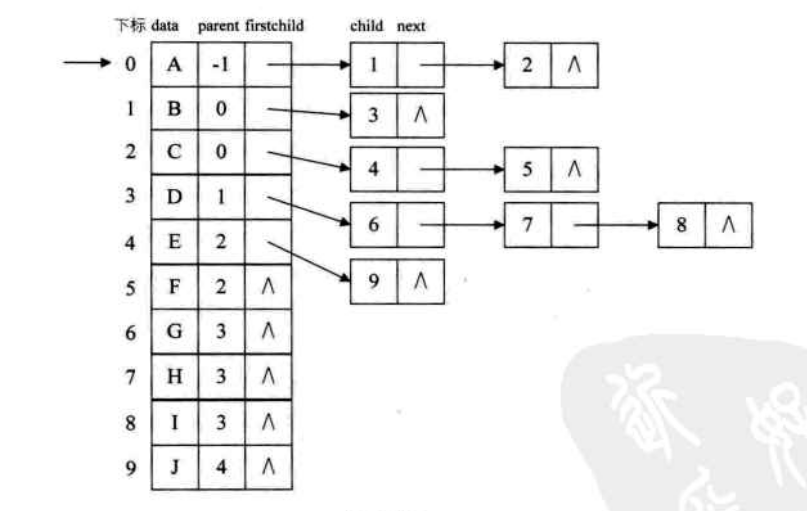 下标 data parent firstchild child next
0 A -1 1 2 ∧
1 B 0 3 ∧
2 C 0 4 5 ∧
3 D 1 6 7 8 ∧
4 E 2 9 ∧
5 F 2 ∧
6 G 3 ∧
7 H 3 ∧
8 I 3 ∧
9 J 4 ∧